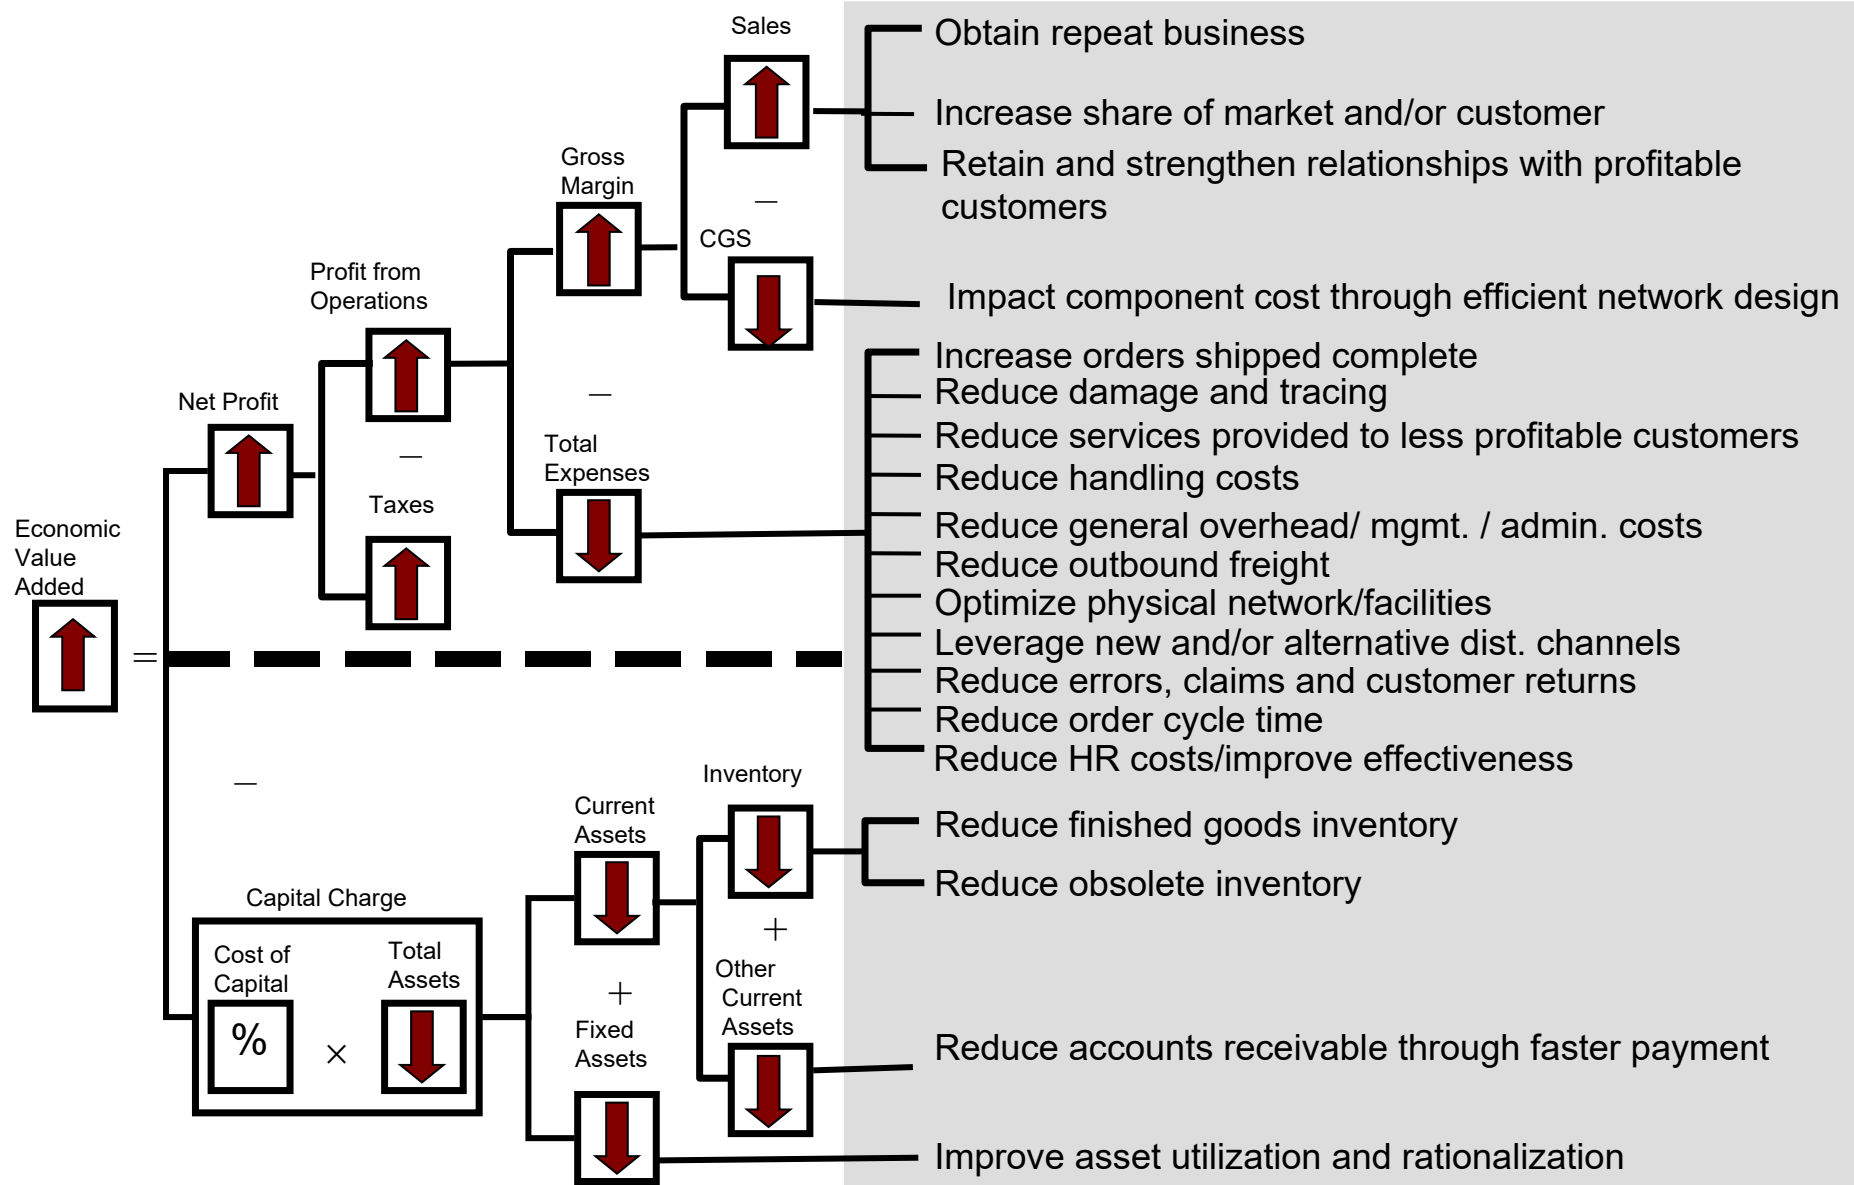 Sales
Obtain repeat business
Increase share of market and/or customer
Gross
Margin
Retain and strengthen relationships with profitable
customers
–
CGS
Profit from
Operations
Impact component cost through efficient network design
Increase orders shipped complete
Reduce damage and tracing
–
Net Profit
Reduce services provided to less profitable customers
Total
Expenses
–
Reduce handling costs
Taxes
Reduce general overhead/ mgmt. / admin. costs
Economic
Value
Added
Reduce outbound freight
Optimize physical network/facilities
Leverage new and/or alternative dist. channels
=
Reduce errors, claims and customer returns
Reduce order cycle time
Reduce HR costs/improve effectiveness
–
Inventory
Current
Assets
Reduce finished goods inventory
Reduce obsolete inventory
Capital Charge
+
Cost of
Capital
Total
Assets
Other
Current
Assets
+
% ×
Fixed
Assets
Reduce accounts receivable through faster payment
Improve asset utilization and rationalization